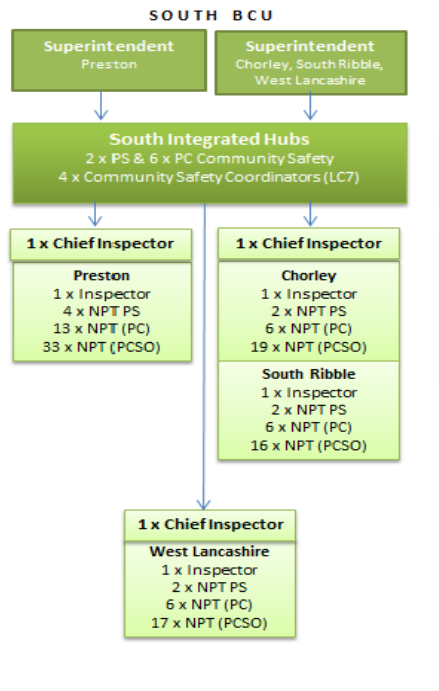 SOUTH BCU
Superintendent
Preston
Superintendent
Chorley, South Ribble,
West Lancashire
South Integrated Hubs
2 x PS & 6 x PC Community Safety
4 x Community Safety Coordinators (LC7)
1 x Chief Inspector
Preston
1 x Inspector
4 x NPT PS
13 x NPT (PC)
33 x NPT (PCSO)
1 x Chief Inspector
Chorley
1 x Inspector
2 x NPT PS
6 x NPT (PC)
19 x NPT (PCSO)
South Ribble
1 x Inspector
2 x NPT PS
6 x NPT (PC)
16 x NPT (PCSO)
1 x Chief Inspector
West Lancashire
1 x Inspector
2 x NPT PS
6 x NPT (PC)
17 x NPT (PCSO)